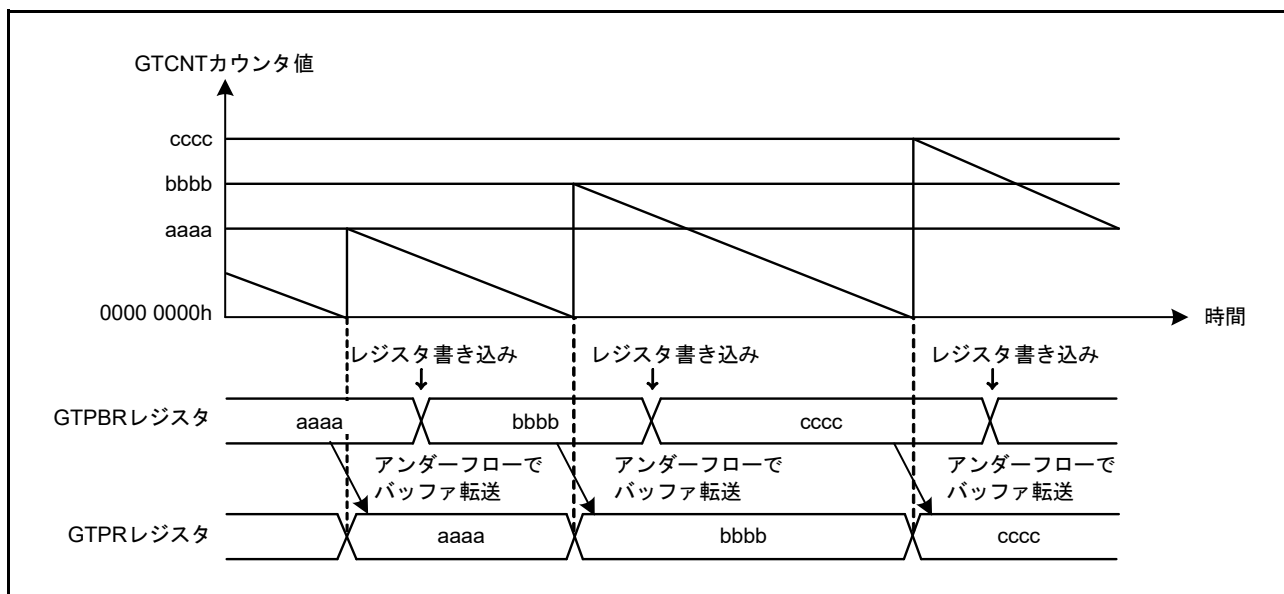 GTCNTカウンタ値
cccc
bbbb
aaaa
0000 0000h
時間
レジスタ書き込み レジスタ書き込み レジスタ書き込み
GTPBRレジスタ aaaa bbbb cccc
アンダーフローで アンダーフローで アンダーフローで
バッファ転送 バッファ転送 バッファ転送
GTPRレジスタ aaaa bbbb cccc